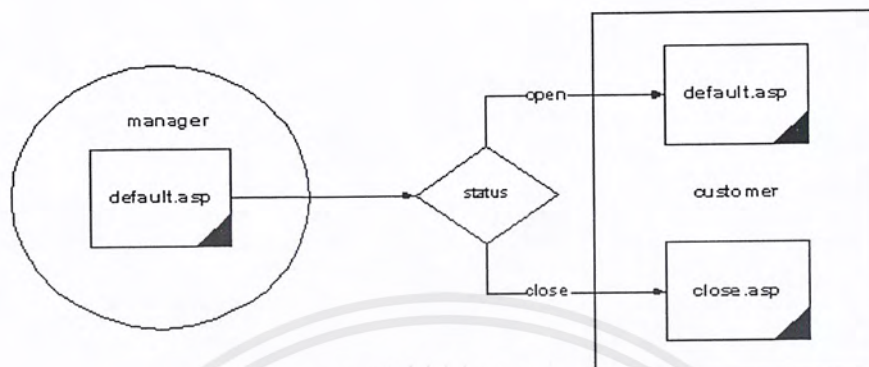 manager
default.asp
status
open
close
default.asp
customer
close.asp